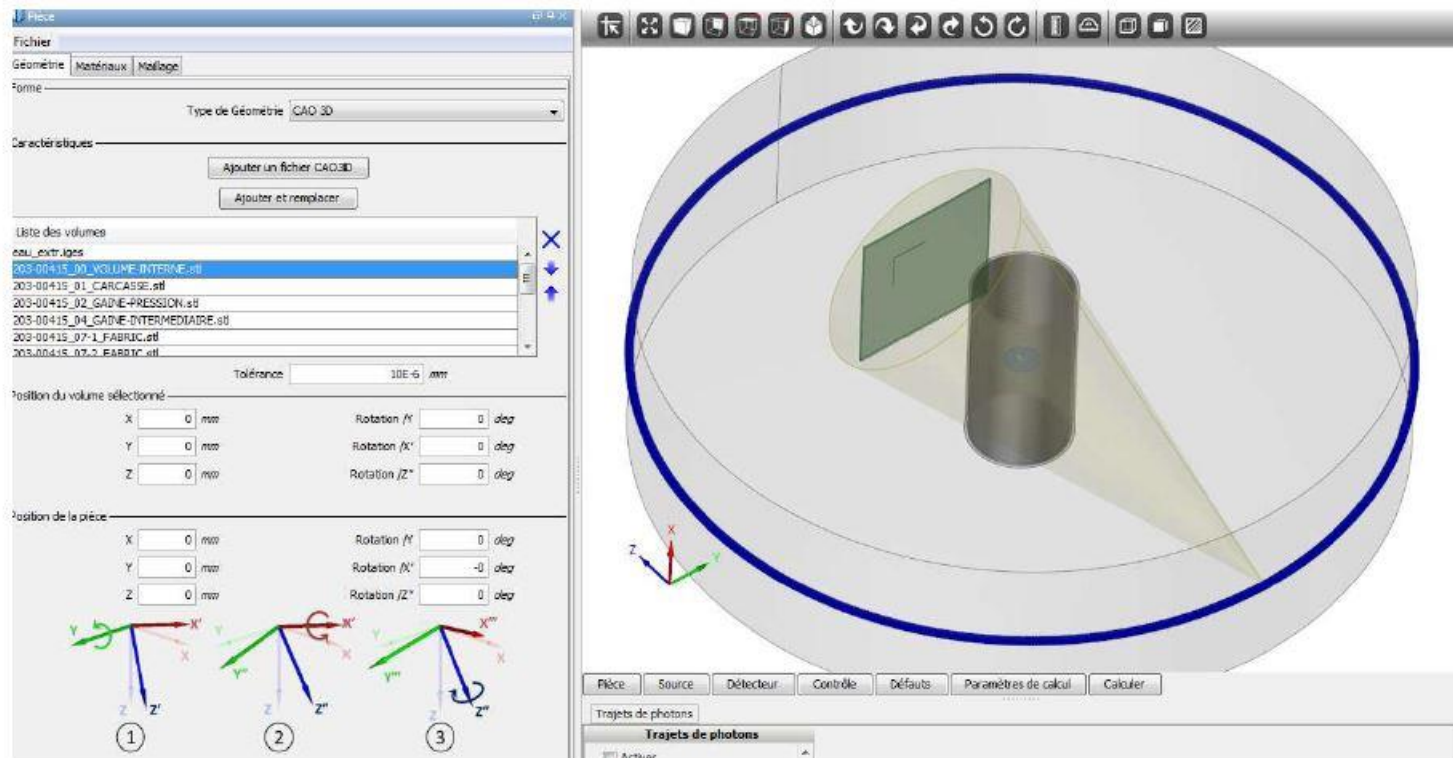 Pièce
Fichier
Géométrie Matériaux Maillage
Forme
Type de Géométrie CAO 3D
Caractéristiques
Ajouter un fichier CAO3D
Ajouter et remplacer
Liste des volumes
eau_extr.iges
203-00415_00_VOLUME-INTERNE.stl
203-00415_01_CARCASSE.stl
203-00415_02_GAINE-PRESSION.stl
203-00415_04_GAINE-INTERMEDIAIRE.stl
203-00415_07-1_FABRIC.stl
203-00415_07-2_FABRIC.stl
Tolérance 10E-6 mm
Position du volume sélectionné
X 0 mm Rotation /Y 0 deg
Y 0 mm Rotation /X' 0 deg
Z 0 mm Rotation /Z'' 0 deg
Position de la pièce
X 0 mm Rotation /Y 0 deg
Y 0 mm Rotation /X' -0 deg
Z 0 mm Rotation /Z'' 0 deg
Y X' X Z Z'
Y X' X Y'' Z Z''
Y X''' X Y''' Z Z''
1 2 3
X
Z Y
Pièce Source Détecteur Contrôle Défauts Paramètres de calcul Calculer
Trajets de photons
Trajets de photons
Activer